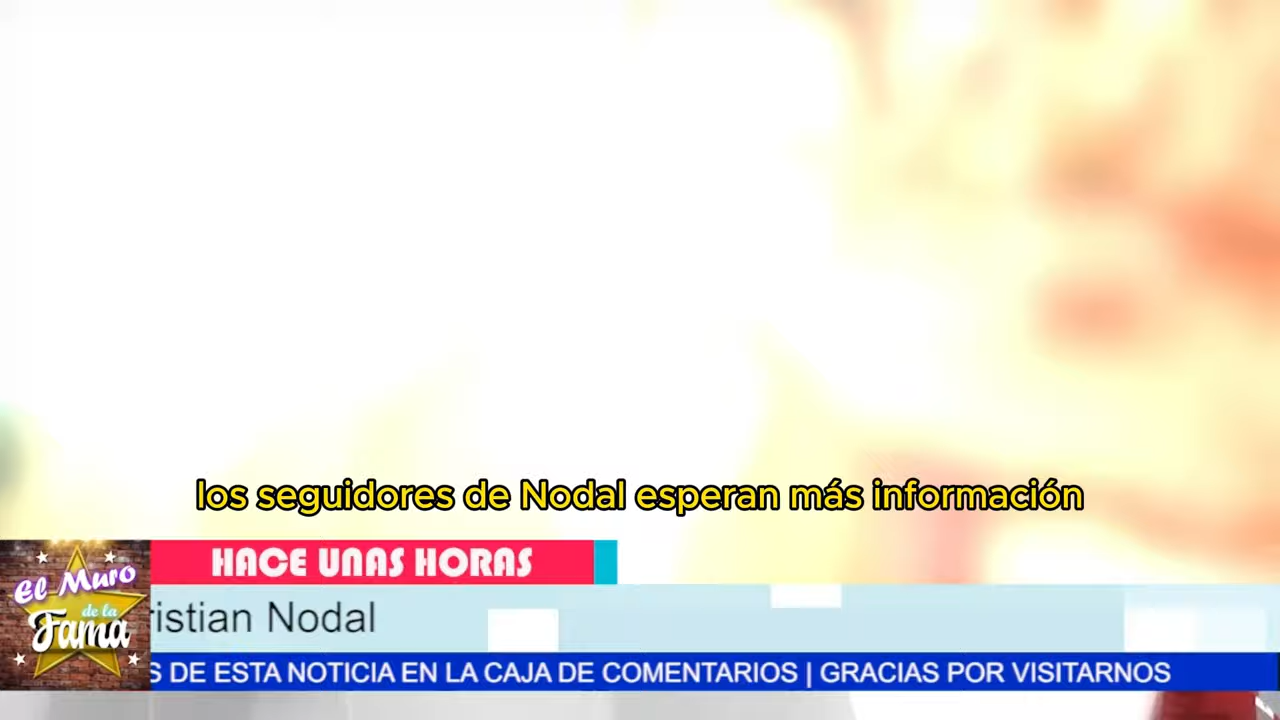 los seguidores de Nodal esperan más información
HACE UNAS HORAS
El Muro
de la
Fama
ristian Nodal
S DE ESTA NOTICIA EN LA CAJA DE COMENTARIOS | GRACIAS POR VISITARNOS